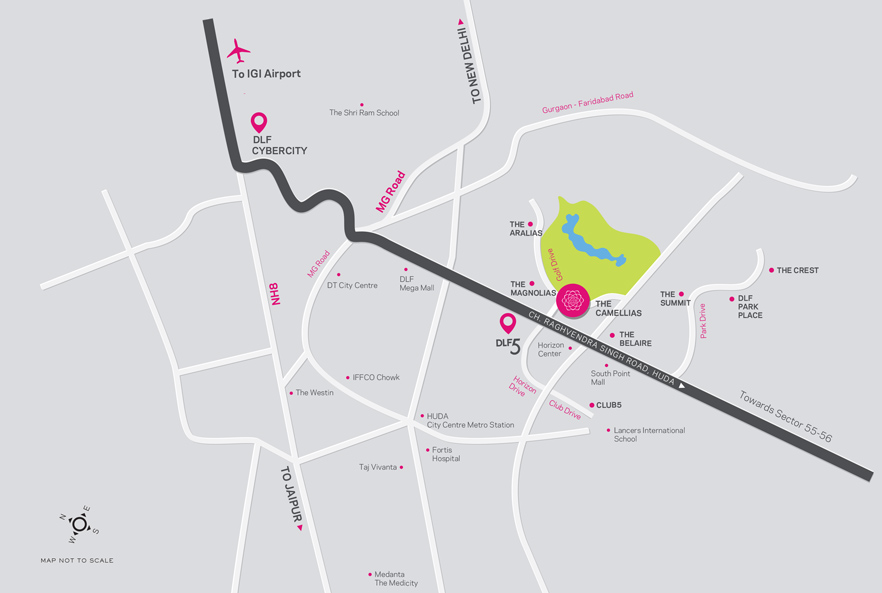 To IGI Airport
TO NEW DELHI
Gurgaon - Faridabad Road
The Shri Ram School
DLF
CYBERCITY
MG Road
THE
ARALIAS
Golf Drive
MG Road
DT City Centre
DLF
Mega Mall
NH8
THE
MAGNOLIAS
THE
CAMELLIAS
THE
SUMMIT
THE CREST
DLF
PARK
PLACE
Park Drive
DLF5
CH. RAGHVENDRA SINGH ROAD, HUDA
THE
BELAIRE
Horizon
Center
South Point
Mall
Horizon
Drive
Club Drive
CLUB5
IFFCO Chowk
The Westin
HUDA
City Centre Metro Station
Lancers International
School
Towards Sector 55-56
Fortis
Hospital
Taj Vivanta
TO JAIPUR
N
E
W
S
MAP NOT TO SCALE
Medanta
The Medicity